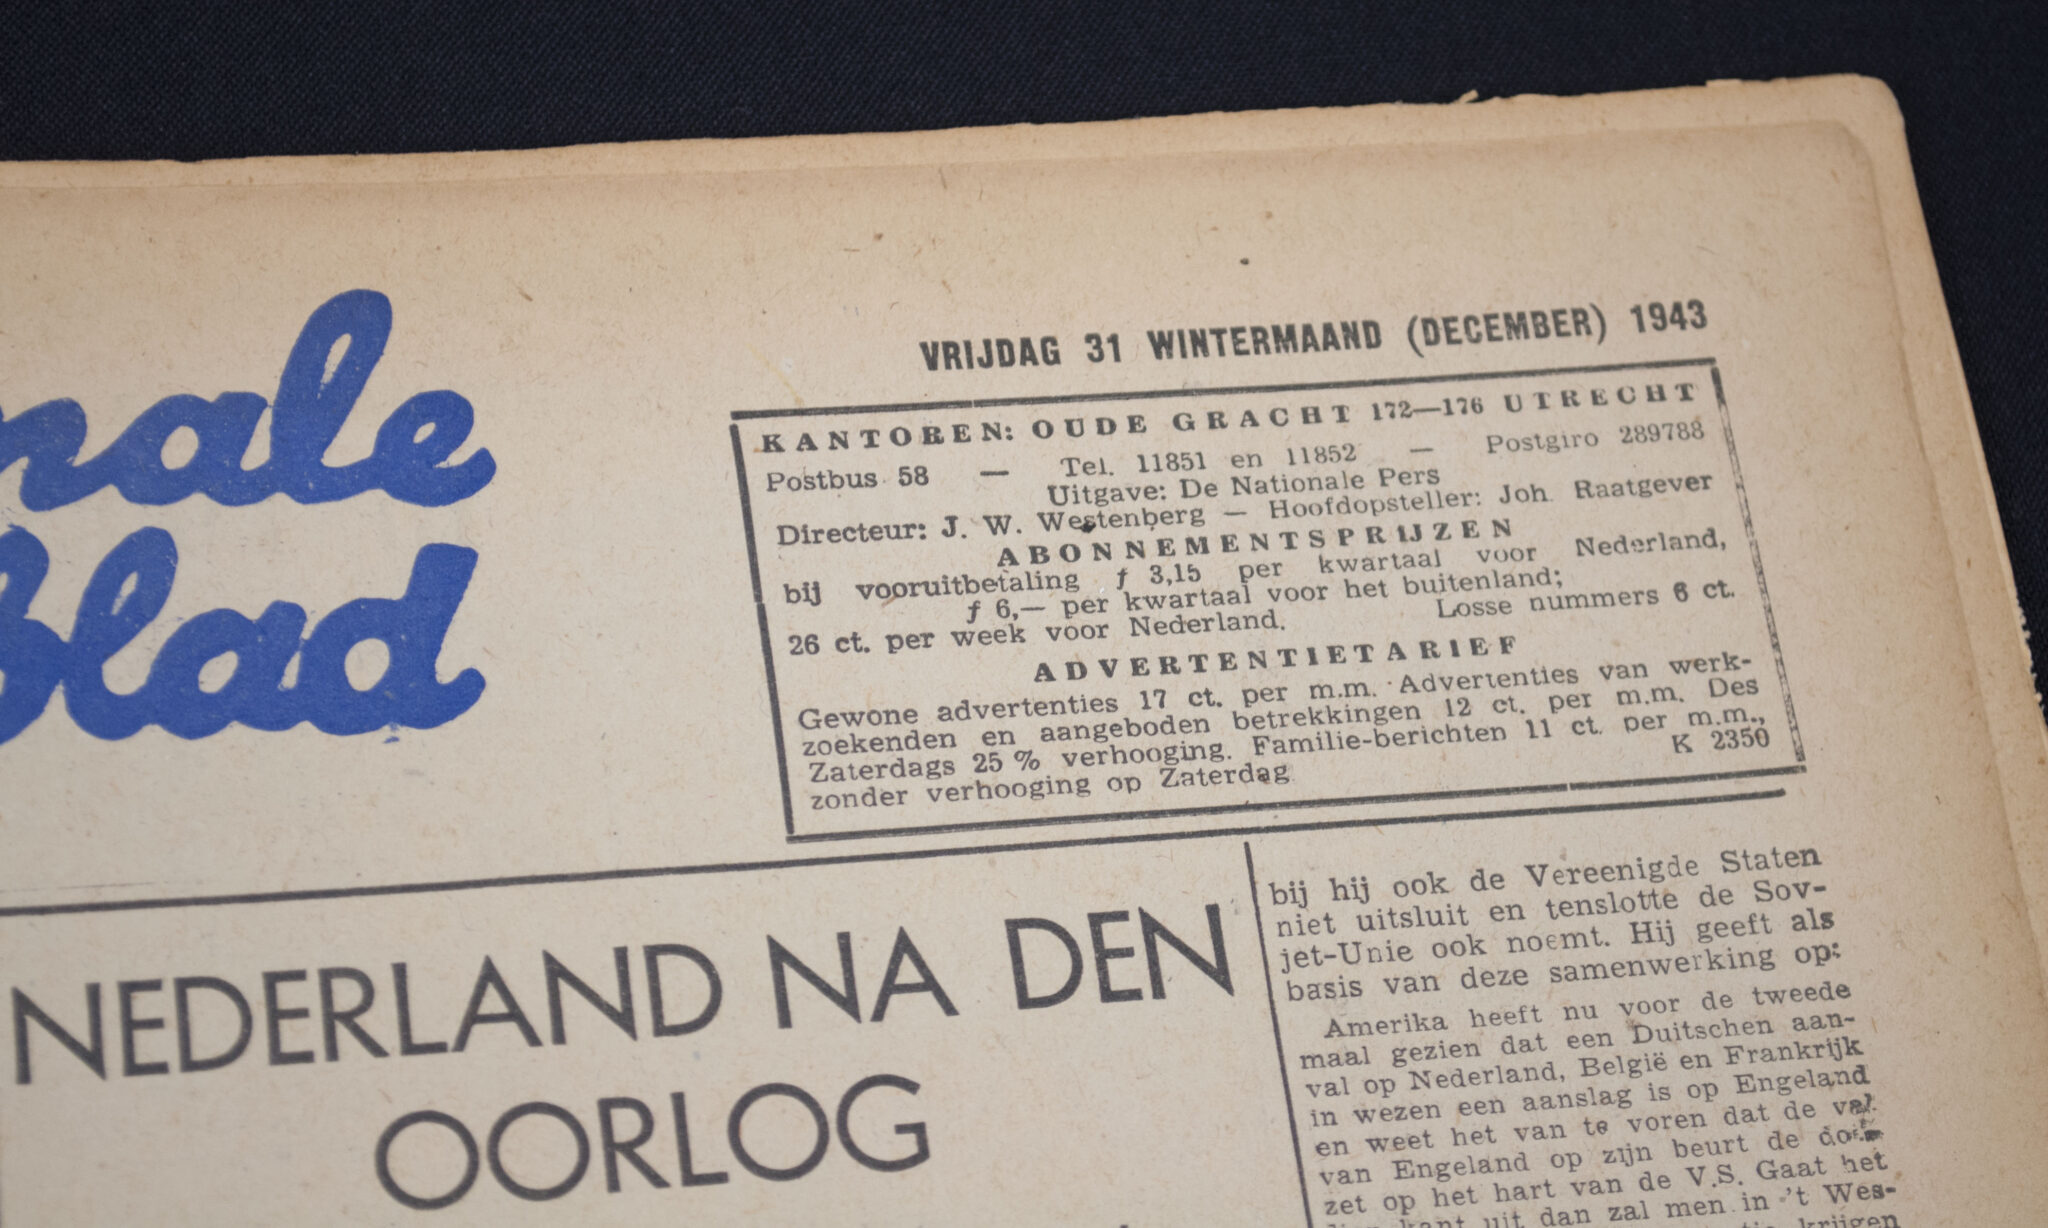 nale
blad
VRIJDAG 31 WINTERMAAND (DECEMBER) 1943
KANTOREN: OUDE GRACHT 172—176 UTRECHT
Postbus 58 — Tel. 11851 en 11852 — Postgiro 289788
Uitgave: De Nationale Pers
Directeur: J. W. Westenberg — Hoofdopsteller: Joh. Raatgever
ABONNEMENTSPRIJZEN
bij vooruitbetaling ƒ 3,15 per kwartaal voor Nederland,
ƒ 6,— per kwartaal voor het buitenland;
26 ct. per week voor Nederland. Losse nummers 6 ct.
ADVERTENTIETARIEF
Gewone advertenties 17 ct. per m.m. Advertenties van werk-
zoekenden en aangeboden betrekkingen 12 ct. per m.m. Des
Zaterdags 25 % verhooging. Familie-berichten 11 ct. per m.m.,
zonder verhooging op Zaterdag K 2350
NEDERLAND NA DEN
OORLOG
bij hij ook de Vereenigde Staten
niet uitsluit en tenslotte de Sov-
jet-Unie ook noemt. Hij geeft als
basis van deze samenwerking op:
Amerika heeft nu voor de tweede
maal gezien dat een Duitschen aan-
val op Nederland, België en Frankrijk
in wezen een aanslag is op Engeland
en weet het van te voren dat de val
van Engeland op zijn beurt de
zet op het hart van de V.S. Gaat het
kant uit dan zal men in 't Wes-
krijgen